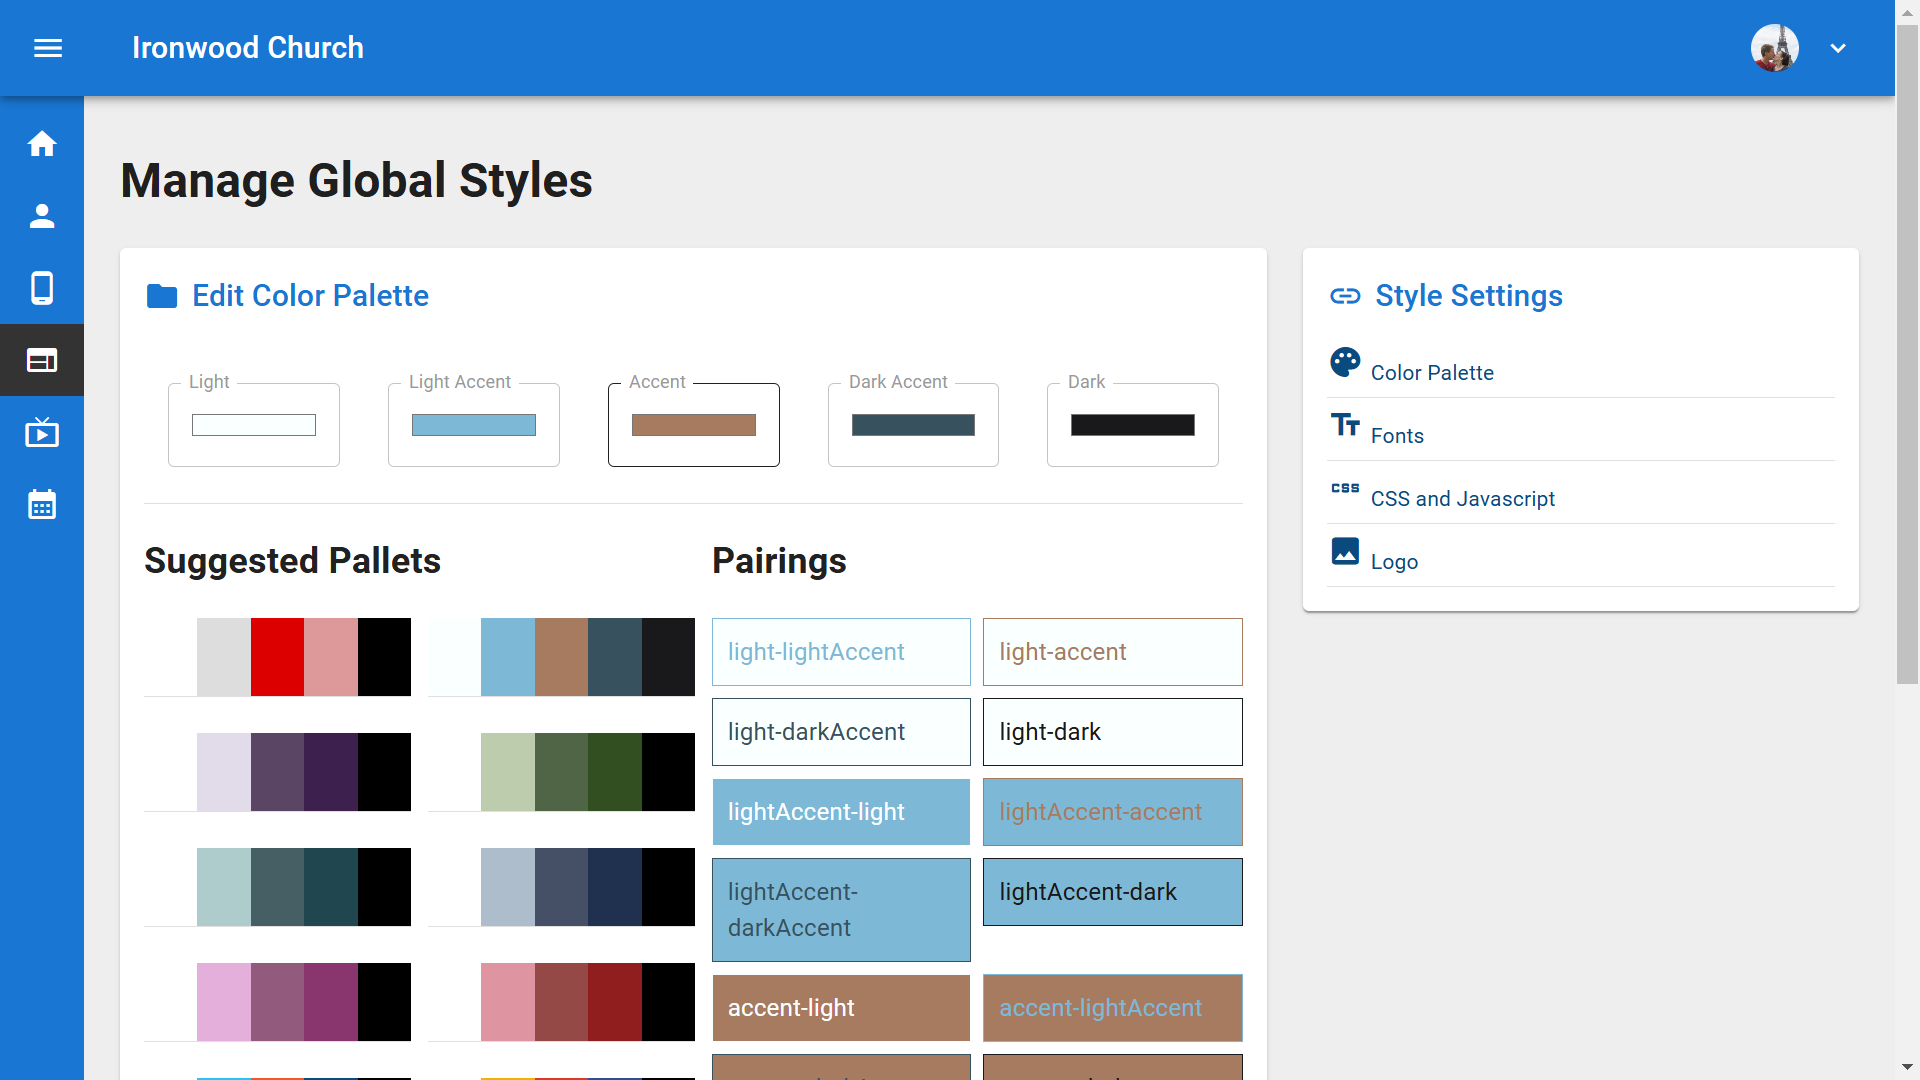 Ironwood Church
Manage Global Styles
Edit Color Palette
Light
Light Accent
Accent
Dark Accent
Dark
Suggested Pallets
Pairings
light-lightAccent
light-accent
light-darkAccent
light-dark
lightAccent-light
lightAccent-accent
lightAccent-
darkAccent
lightAccent-dark
accent-light
accent-lightAccent
Style Settings
Color Palette
Fonts
CSS
CSS and Javascript
Logo